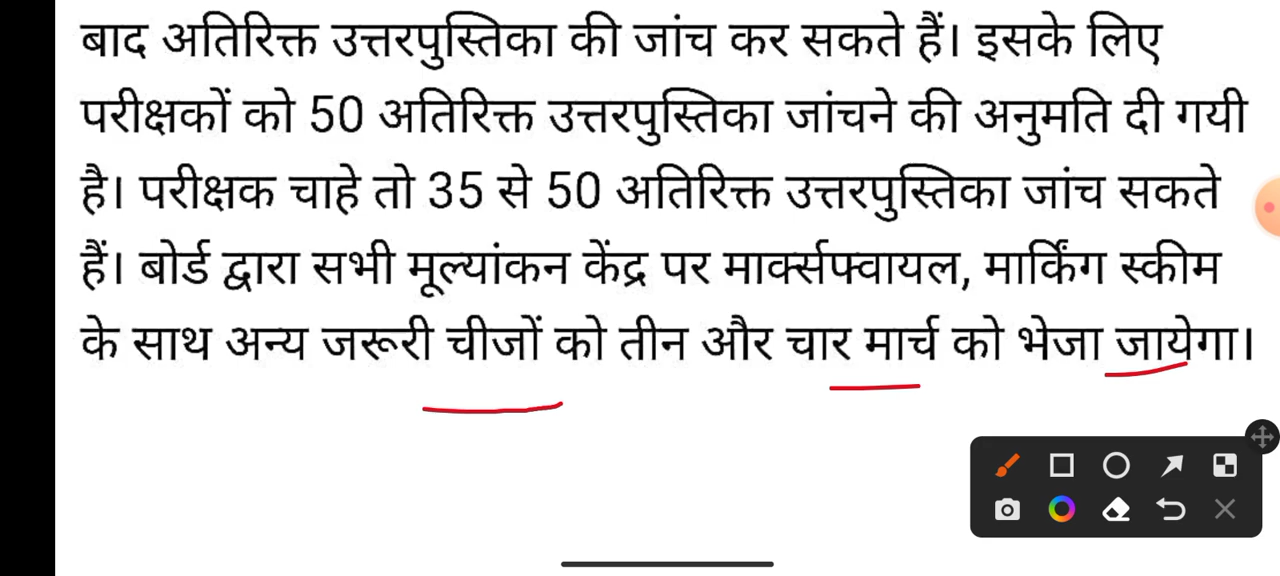 बाद अतिरिक्त उत्तरपुस्तिका की जांच कर सकते हैं। इसके लिए
परीक्षकों को 50 अतिरिक्त उत्तरपुस्तिका जांचने की अनुमति दी गयी
है। परीक्षक चाहे तो 35 से 50 अतिरिक्त उत्तरपुस्तिका जांच सकते
हैं। बोर्ड द्वारा सभी मूल्यांकन केंद्र पर मार्क्सफ्वायल, मार्किंग स्कीम
के साथ अन्य जरूरी चीजों को तीन और चार मार्च को भेजा जायेगा।